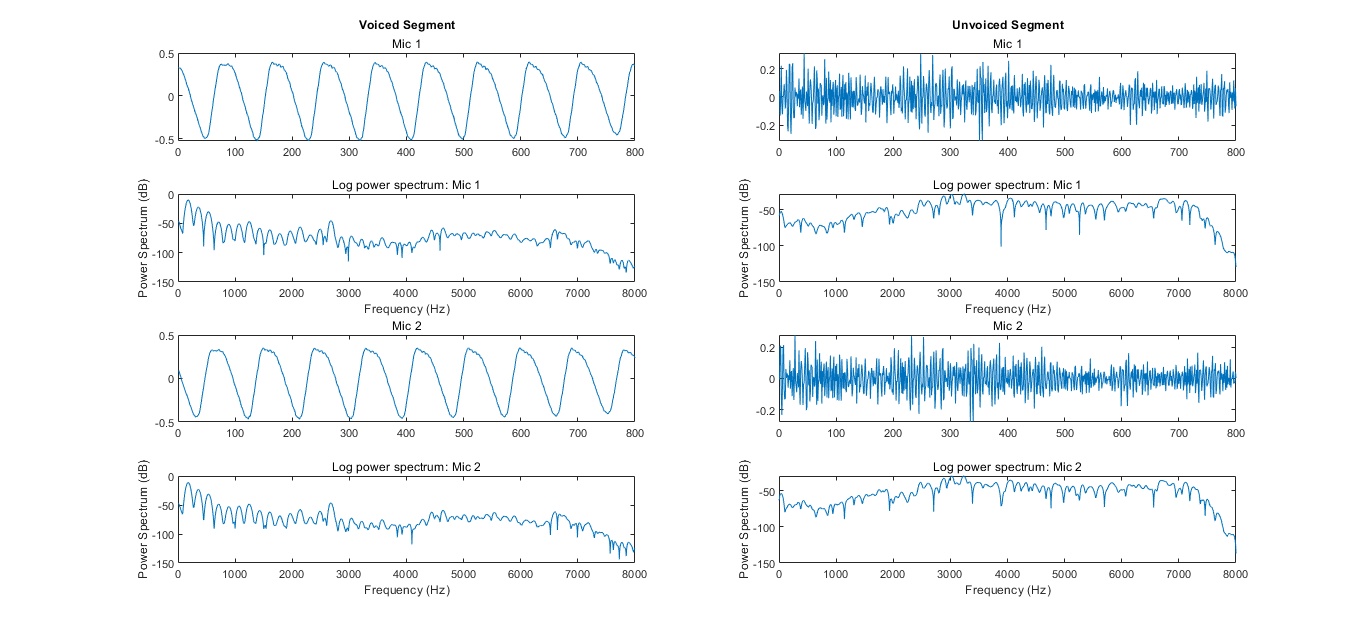 Voiced Segment
Mic 1
0.5
0
-0.5
0 100 200 300 400 500 600 700 800
Log power spectrum: Mic 1
Power Spectrum (dB)
0
-50
-100
-150
0 1000 2000 3000 4000 5000 6000 7000 8000
Frequency (Hz)
Mic 2
0.5
0
-0.5
0 100 200 300 400 500 600 700 800
Log power spectrum: Mic 2
Power Spectrum (dB)
0
-50
-100
-150
0 1000 2000 3000 4000 5000 6000 7000 8000
Frequency (Hz)
Unvoiced Segment
Mic 1
0.2
0
-0.2
0 100 200 300 400 500 600 700 800
Log power spectrum: Mic 1
Power Spectrum (dB)
-50
-100
-150
0 1000 2000 3000 4000 5000 6000 7000 8000
Frequency (Hz)
Mic 2
0.2
0
-0.2
0 100 200 300 400 500 600 700 800
Log power spectrum: Mic 2
Power Spectrum (dB)
-50
-100
-150
0 1000 2000 3000 4000 5000 6000 7000 8000
Frequency (Hz)